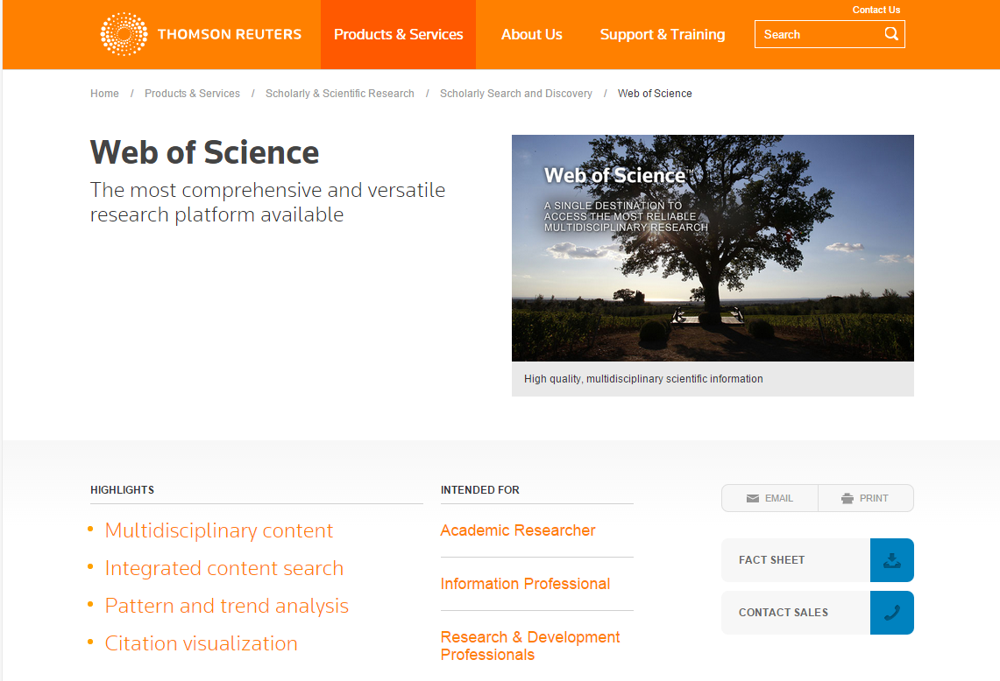 Contact Us
THOMSON REUTERS
Products & Services
About Us
Support & Training
Search
Home / Products & Services / Scholarly & Scientific Research / Scholarly Search and Discovery / Web of Science
Web of Science
The most comprehensive and versatile
research platform available
Web of Science™
A SINGLE DESTINATION TO
ACCESS THE MOST RELIABLE
MULTIDISCIPLINARY RESEARCH
High quality, multidisciplinary scientific information
HIGHLIGHTS
Multidisciplinary content
Integrated content search
Pattern and trend analysis
Citation visualization
INTENDED FOR
Academic Researcher
Information Professional
Research & Development
Professionals
EMAIL
PRINT
FACT SHEET
CONTACT SALES